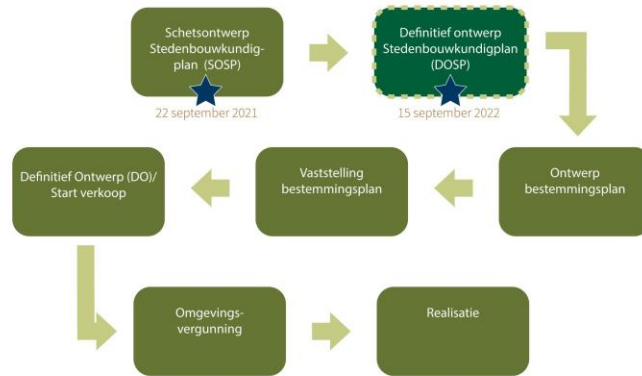 Schetsontwerp
Stedenbouwkundig-
plan (SOSP)
22 september 2021
Definitief ontwerp
Stedenbouwkundigplan
(DOSP)
15 september 2022
Ontwerp
bestemmingsplan
Vaststelling
bestemmingsplan
Definitief Ontwerp (DO)/
Start verkoop
Omgevings-
vergunning
Realisatie